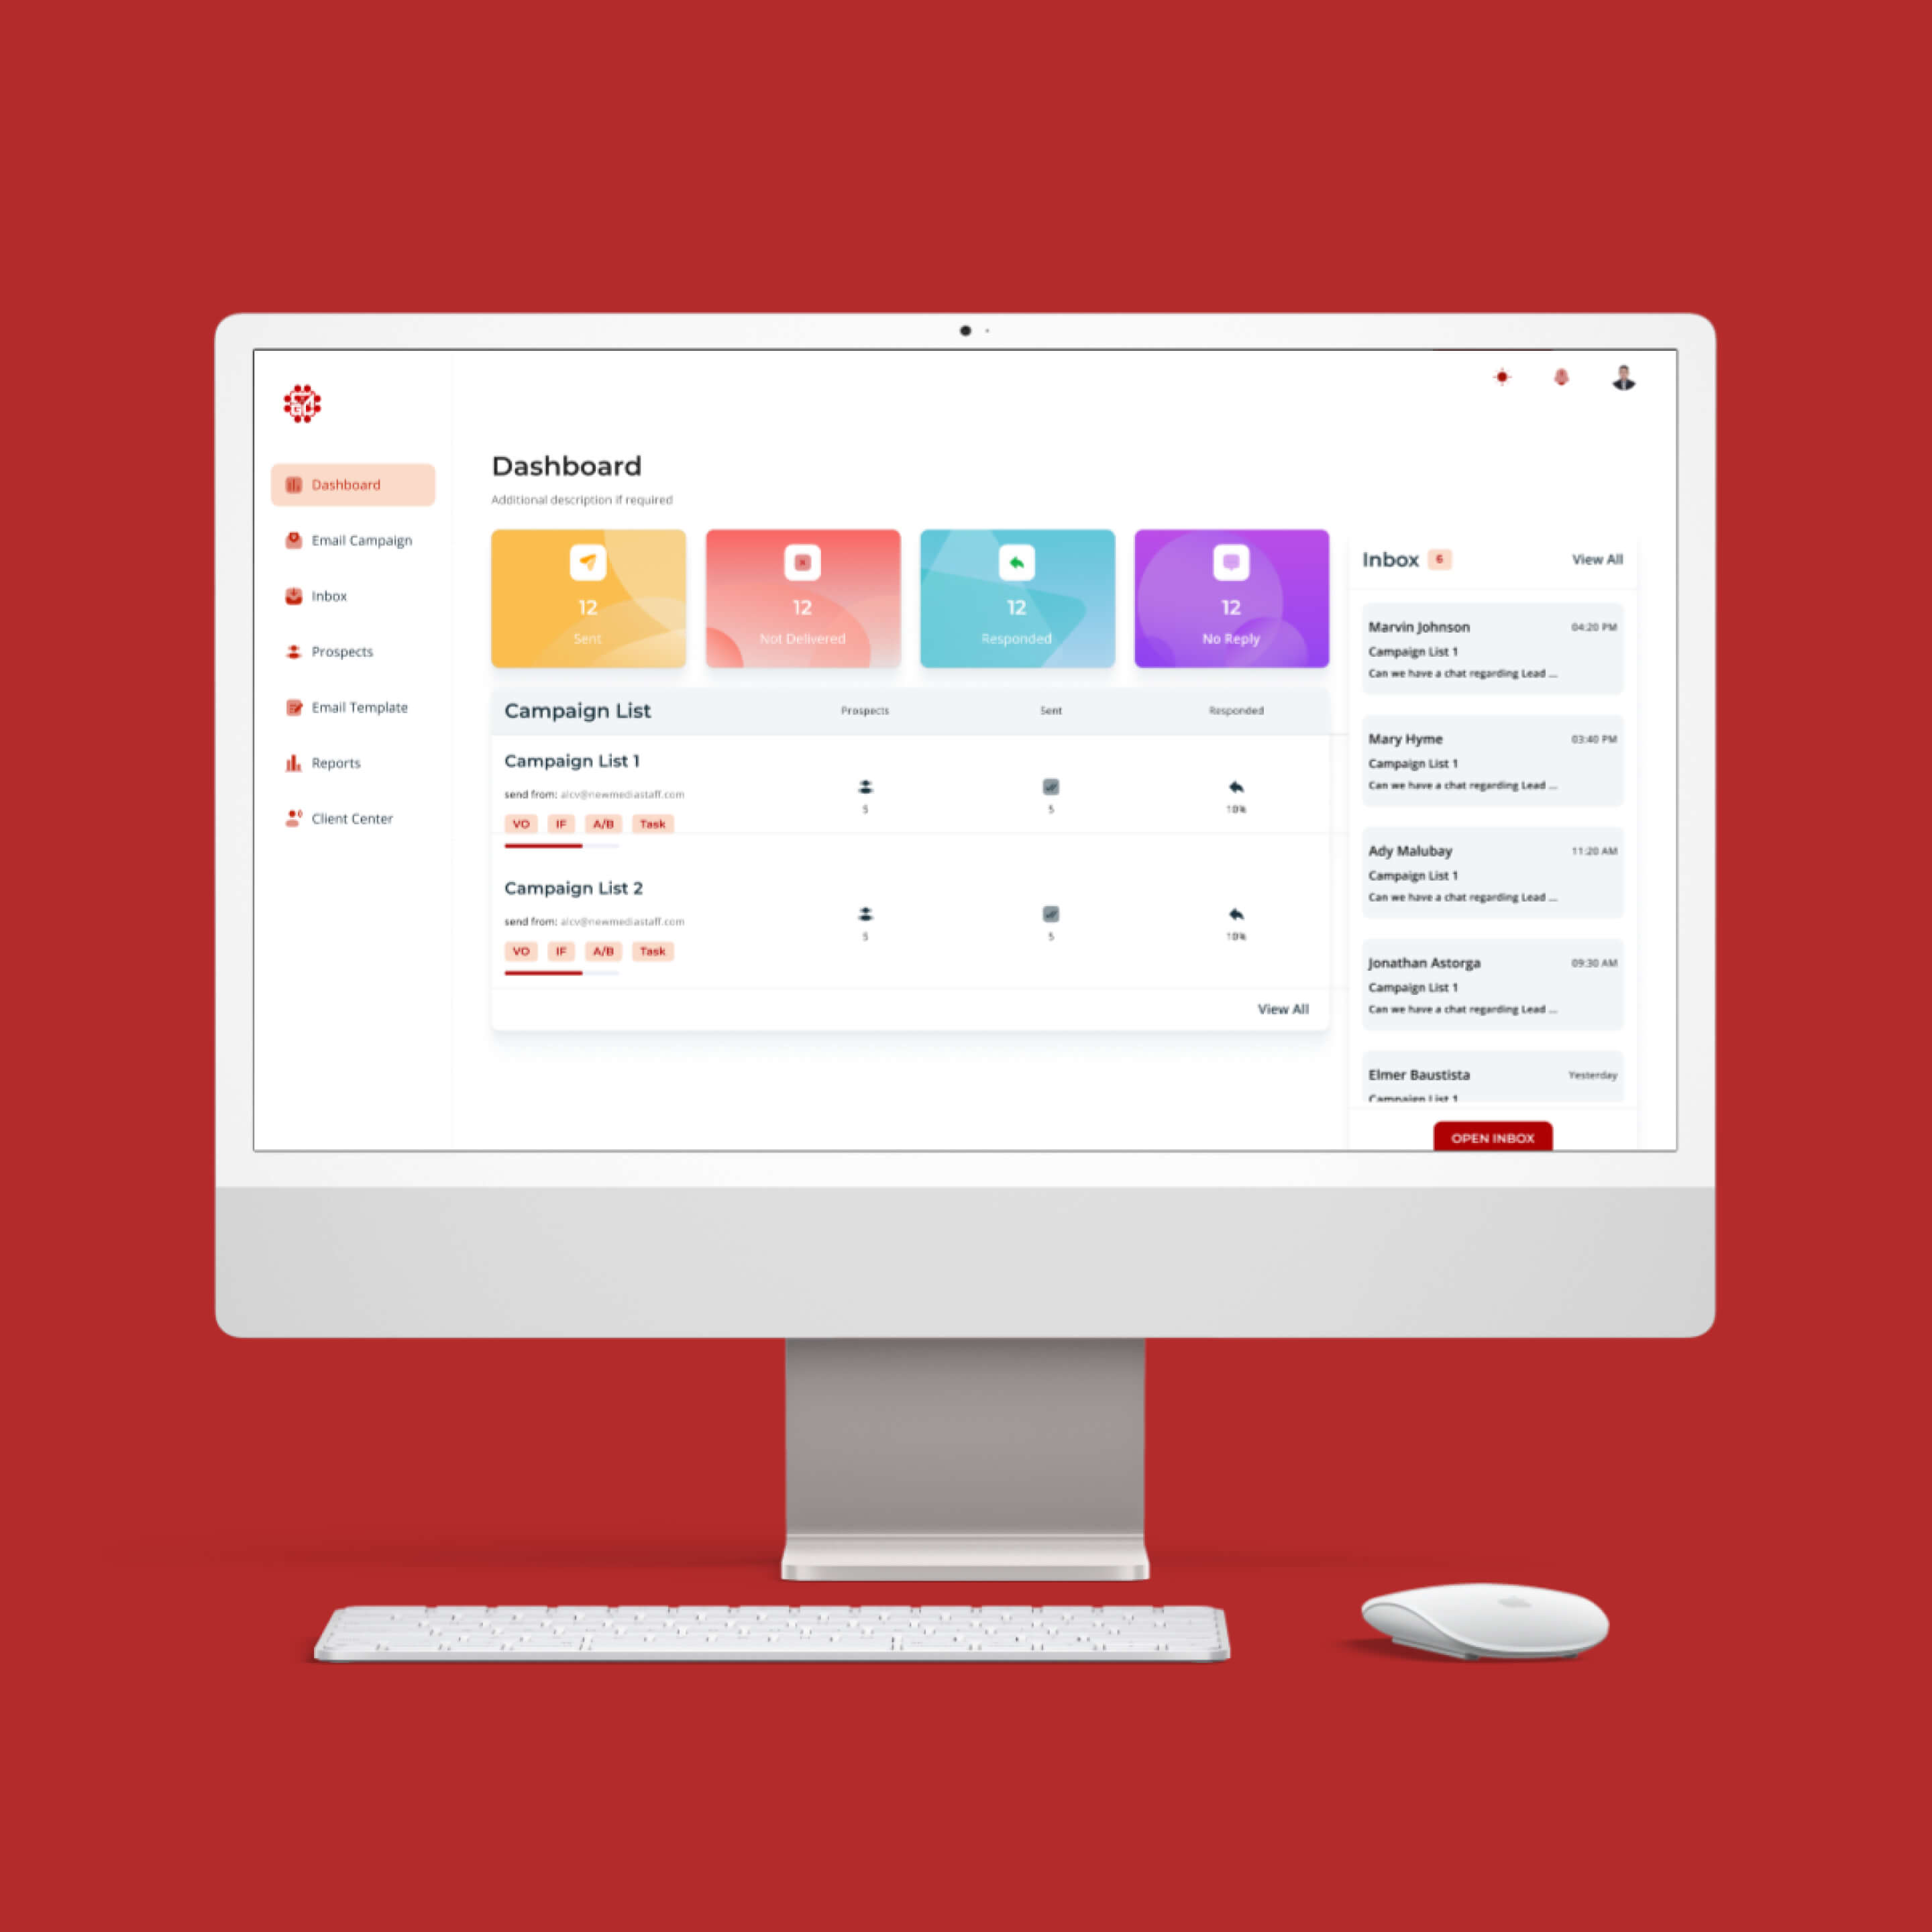 Dashboard
Email Campaign
Inbox
Prospects
Email Template
Reports
Client Center
Dashboard
Additional description if required
12
Sent
12
Not Delivered
12
Responded
12
No Reply
Campaign List
Prospects
Sent
Responded
Campaign List 1
send from: alcv@newmediastaff.com
VO IF A/B Task
5
5
10%
Campaign List 2
send from: alcv@newmediastaff.com
VO IF A/B Task
5
5
10%
View All
Inbox 6
View All
Marvin Johnson 04:20 PM
Campaign List 1
Can we have a chat regarding Lead ...
Mary Hyme 03:40 PM
Campaign List 1
Can we have a chat regarding Lead ...
Ady Malubay 11:20 AM
Campaign List 1
Can we have a chat regarding Lead ...
Jonathan Astorga 09:30 AM
Campaign List 1
Can we have a chat regarding Lead ...
Elmer Baustista Yesterday
Campaign List 1
OPEN INBOX